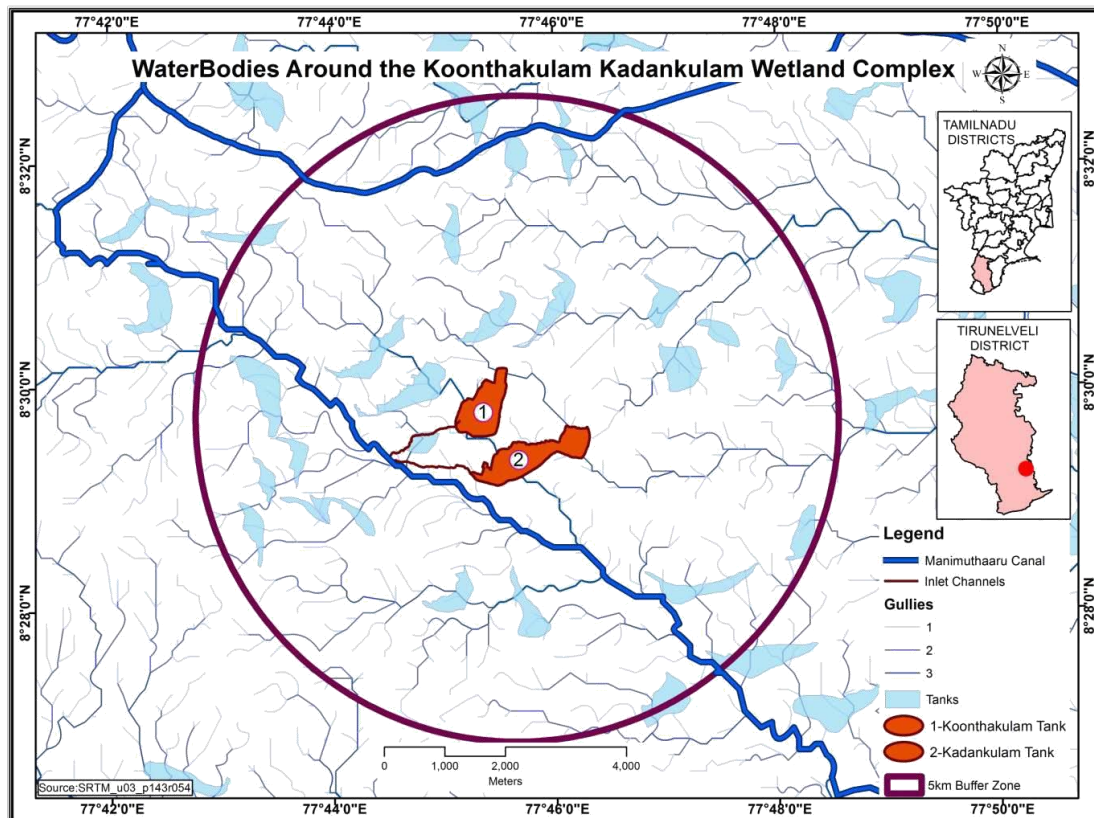 77°42'0"E 77°44'0"E 77°46'0"E 77°48'0"E 77°50'0"E
WaterBodies Around the Koonthakulam Kadankulam Wetland Complex
N
W E
S
TAMILNADU
DISTRICTS
8°32'0"N 8°32'0"N
TIRUNELVELI
DISTRICT
8°30'0"N 8°30'0"N
1
2
Legend
Manimuthaaru Canal
Inlet Channels
Gullies
1
2
3
Tanks
1-Koonthakulam Tank
2-Kadankulam Tank
5km Buffer Zone
8°28'0"N 8°28'0"N
0 1,000 2,000 4,000
Meters
Source:SRTM_u03_p143r054
77°42'0"E 77°44'0"E 77°46'0"E 77°48'0"E 77°50'0"E